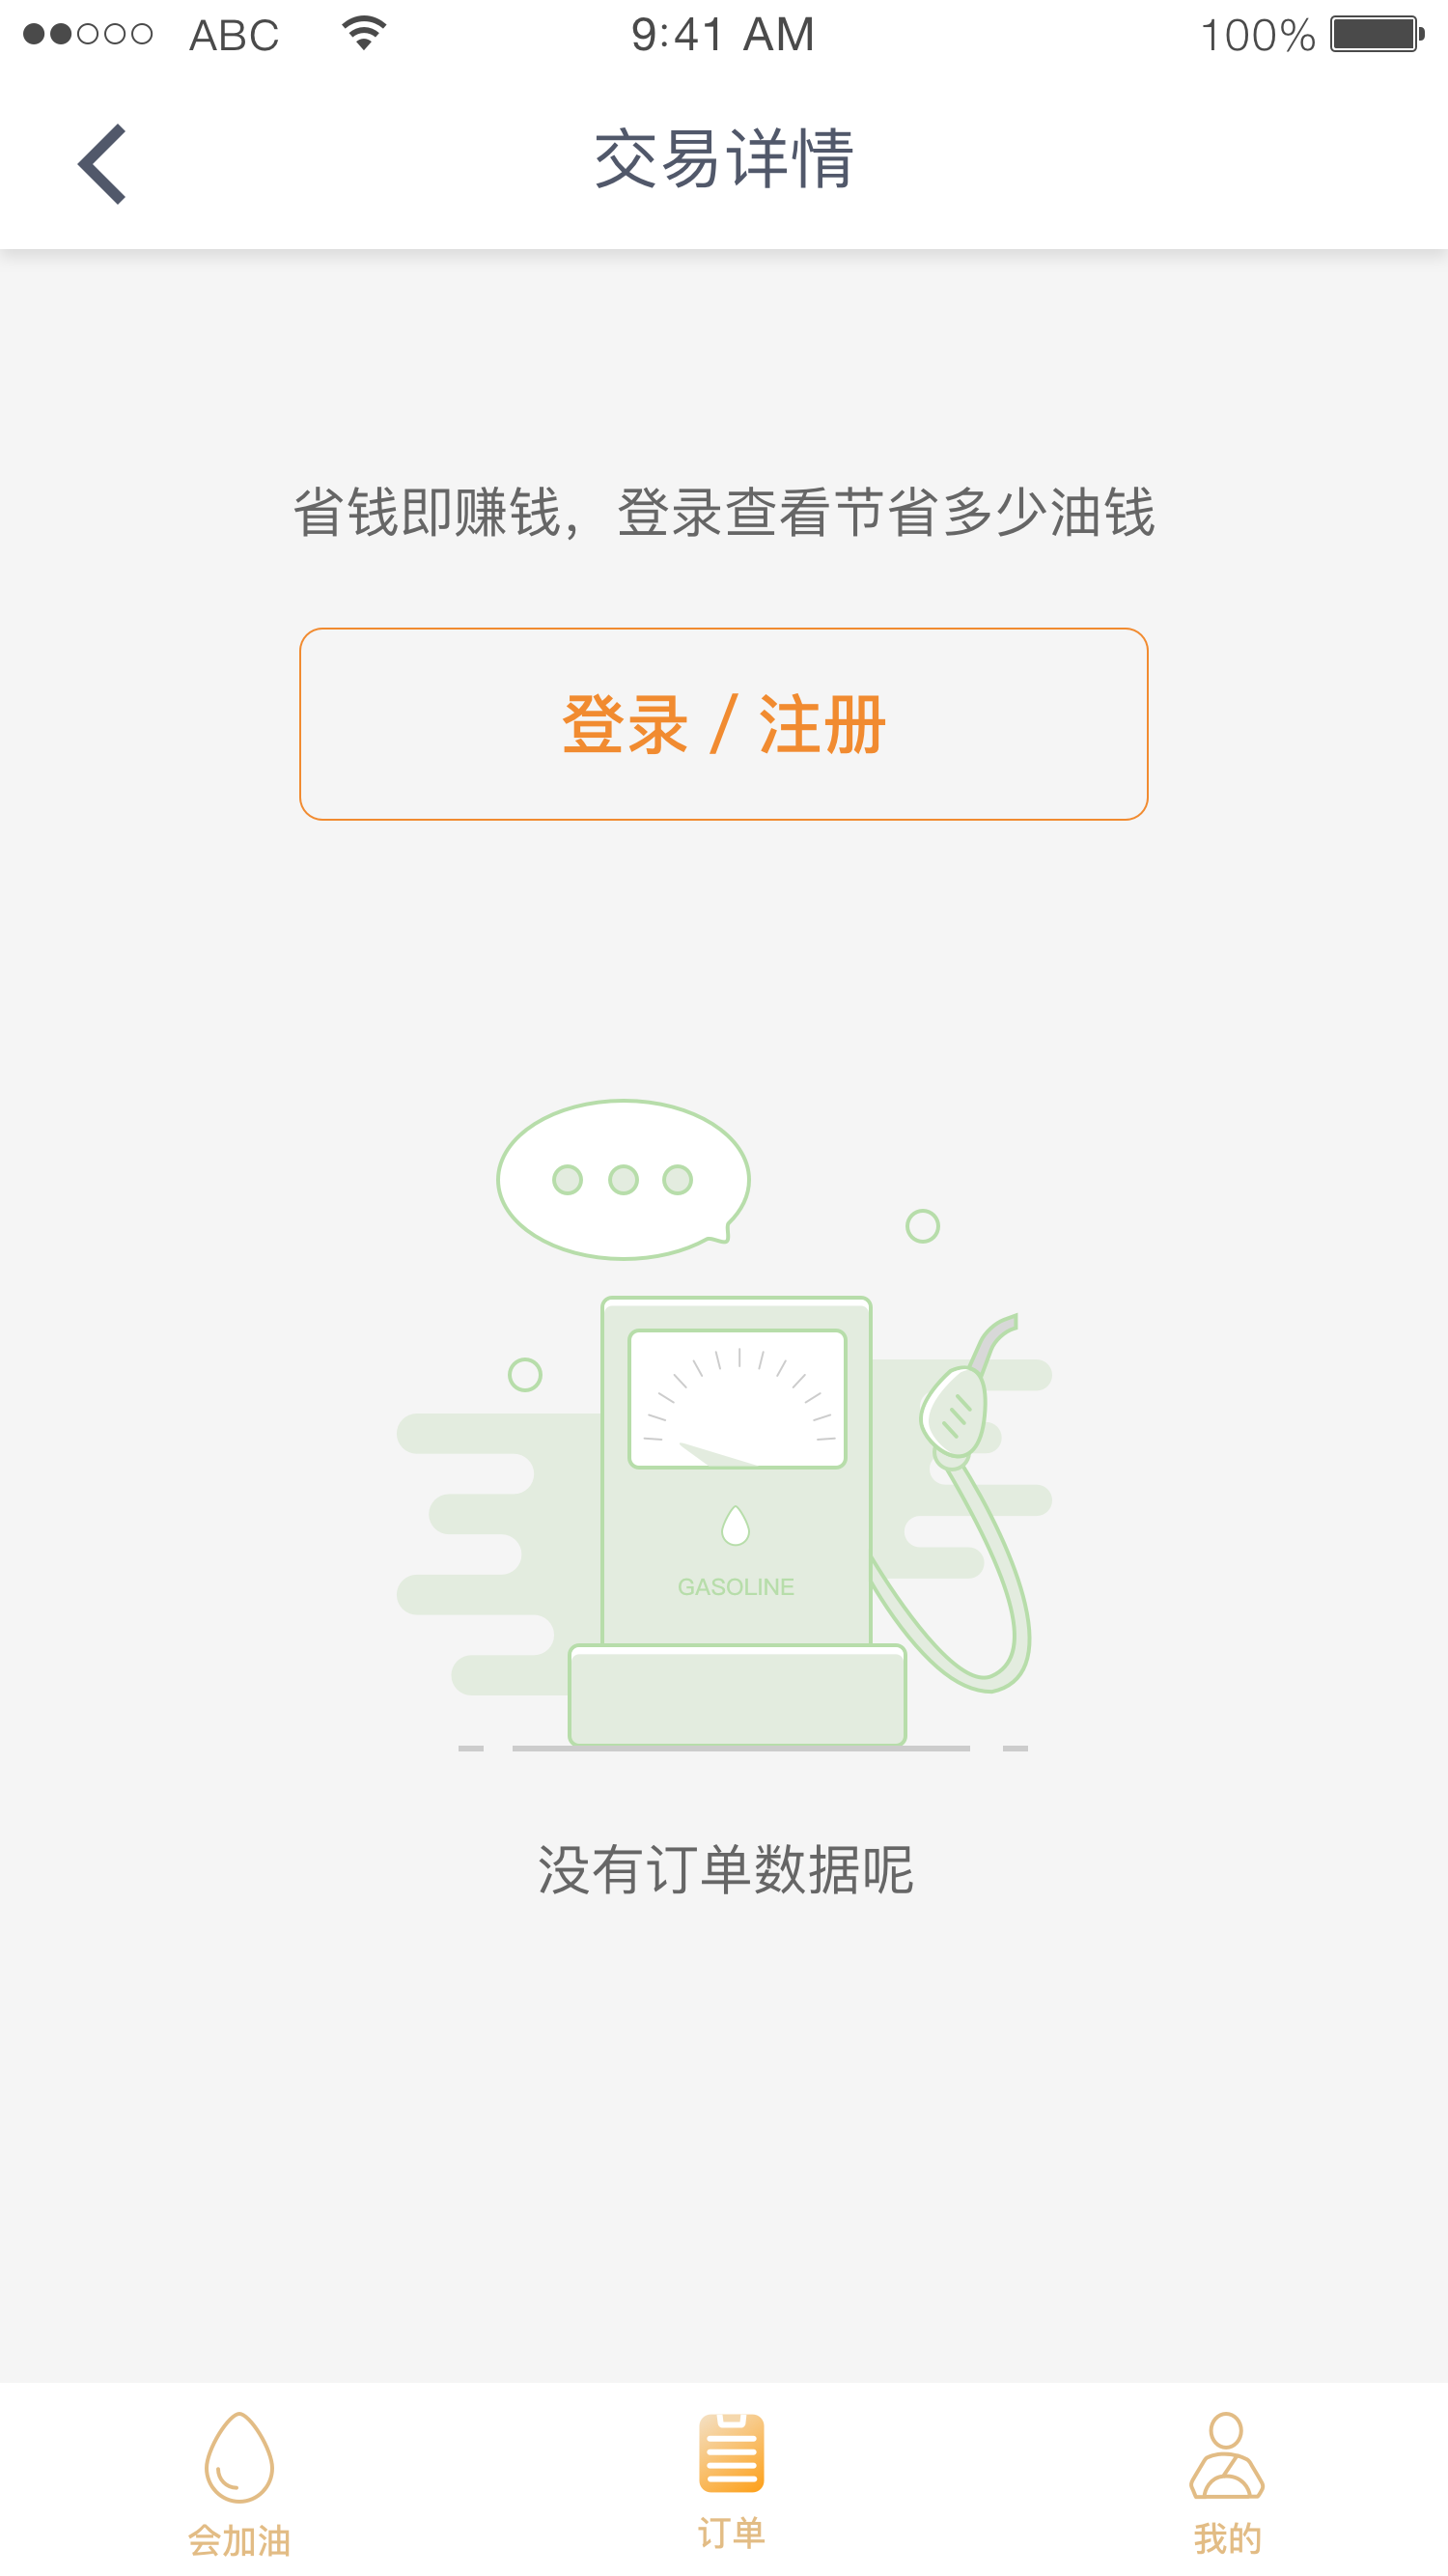 ABC 9:41 AM 100%
交易详情
省钱即赚钱，登录查看节省多少油钱
登录 / 注册
GASOLINE
没有订单数据呢
会加油 订单 我的